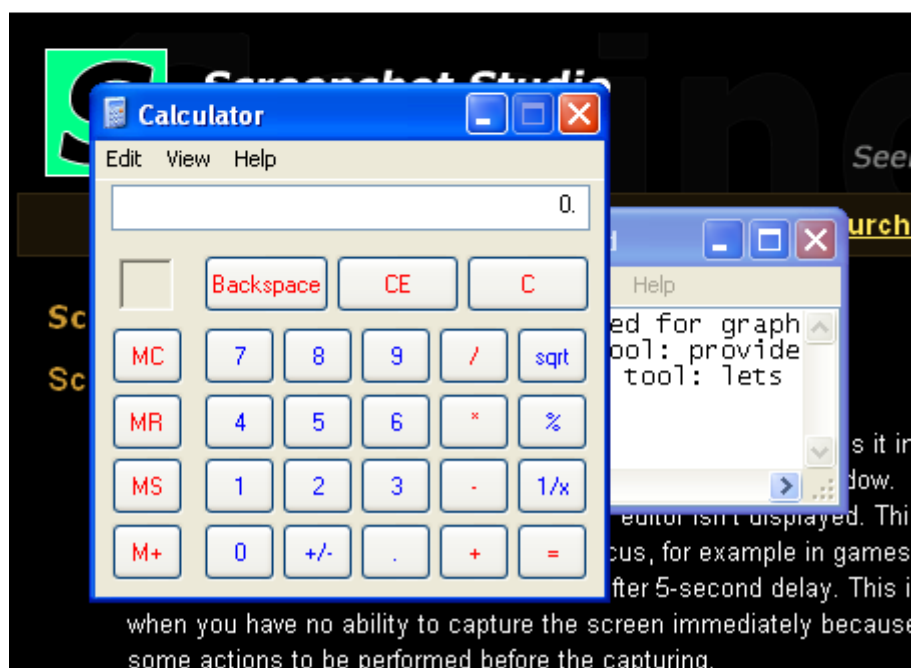 Screenshot Studio
Calculator
Edit View Help
0.
Backspace CE C
MC 7 8 9 / sqrt
MR 4 5 6 * %
MS 1 2 3 - 1/x
M+ 0 +/- . + =
Help
ed for graph
ool: provide
tool: lets
S
Seel
urch
Sc
Sc
s it in
dow.
editor isn't displayed. Thi
cus, for example in games
fter 5-second delay. This i
when you have no ability to capture the screen immediately because
some actions to be performed before the capturing.